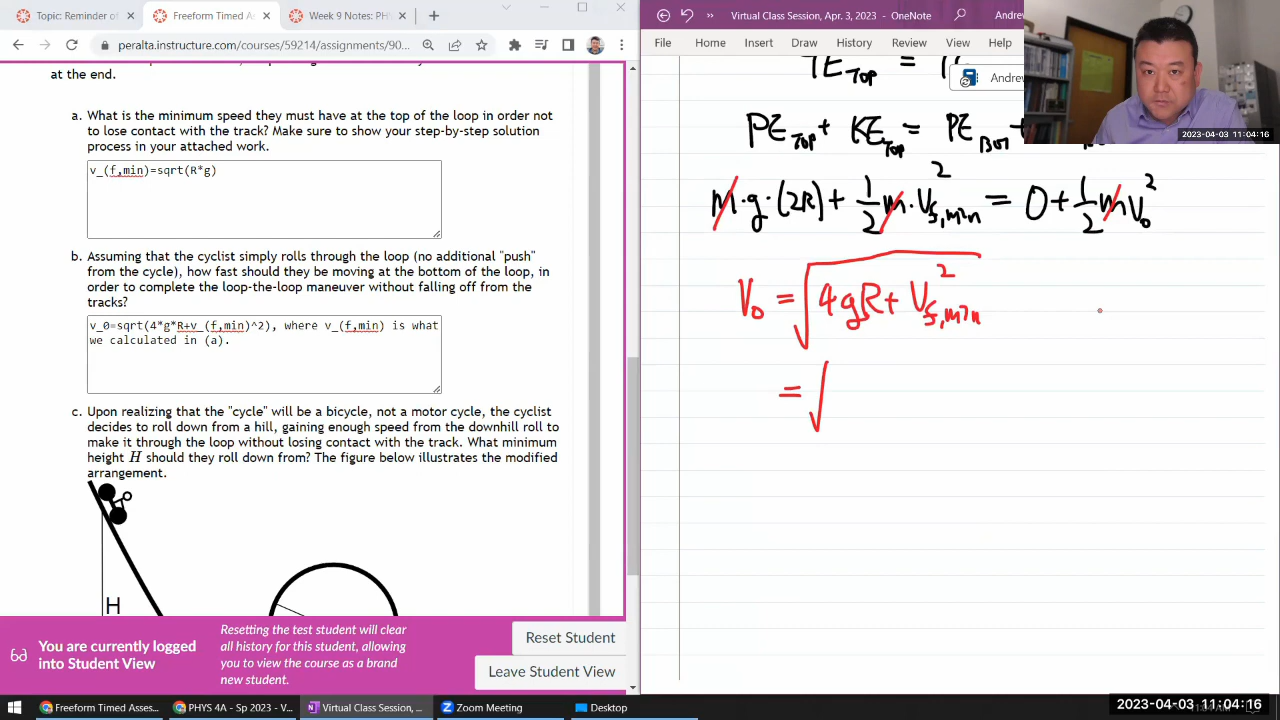 Topic: Reminder of
Freeform Timed As
Week 9 Notes: PHY
peralta.instructure.com/courses/59214/assignments/90...
at the end.
a. What is the minimum speed they must have at the top of the loop in order not
to lose contact with the track? Make sure to show your step-by-step solution
process in your attached work.
v_(f,min)=sqrt(R*g)
b. Assuming that the cyclist simply rolls through the loop (no additional "push"
from the cycle), how fast should they be moving at the bottom of the loop, in
order to complete the loop-the-loop maneuver without falling off from the
tracks?
v_0=sqrt(4*g*R+v_(f,min)^2), where v_(f,min) is what
we calculated in (a).
c. Upon realizing that the "cycle" will be a bicycle, not a motor cycle, the cyclist
decides to roll down from a hill, gaining enough speed from the downhill roll to
make it through the loop without losing contact with the track. What minimum
height H should they roll down from? The figure below illustrates the modified
arrangement.
H
You are currently logged
into Student View
Resetting the test student will clear
all history for this student, allowing
you to view the course as a brand
new student.
Reset Student
Leave Student View
Virtual Class Session, Apr. 3, 2023 - OneNote
Andre
File Home Insert Draw History Review View Help
Andrew
TE_Top =
PE_Top + KE_Top = PE_Bot +
m·g·(2R) + 1/2 m·V_f,min^2 = 0 + 1/2 m V_0^2
V_0 = √(4gR + V_f,min^2)
= √
2023-04-03 11:04:16
Freeform Timed Asses...
PHYS 4A - Sp 2023 - V...
Virtual Class Session,...
Zoom Meeting
Desktop
2023-04-03 11:04:16